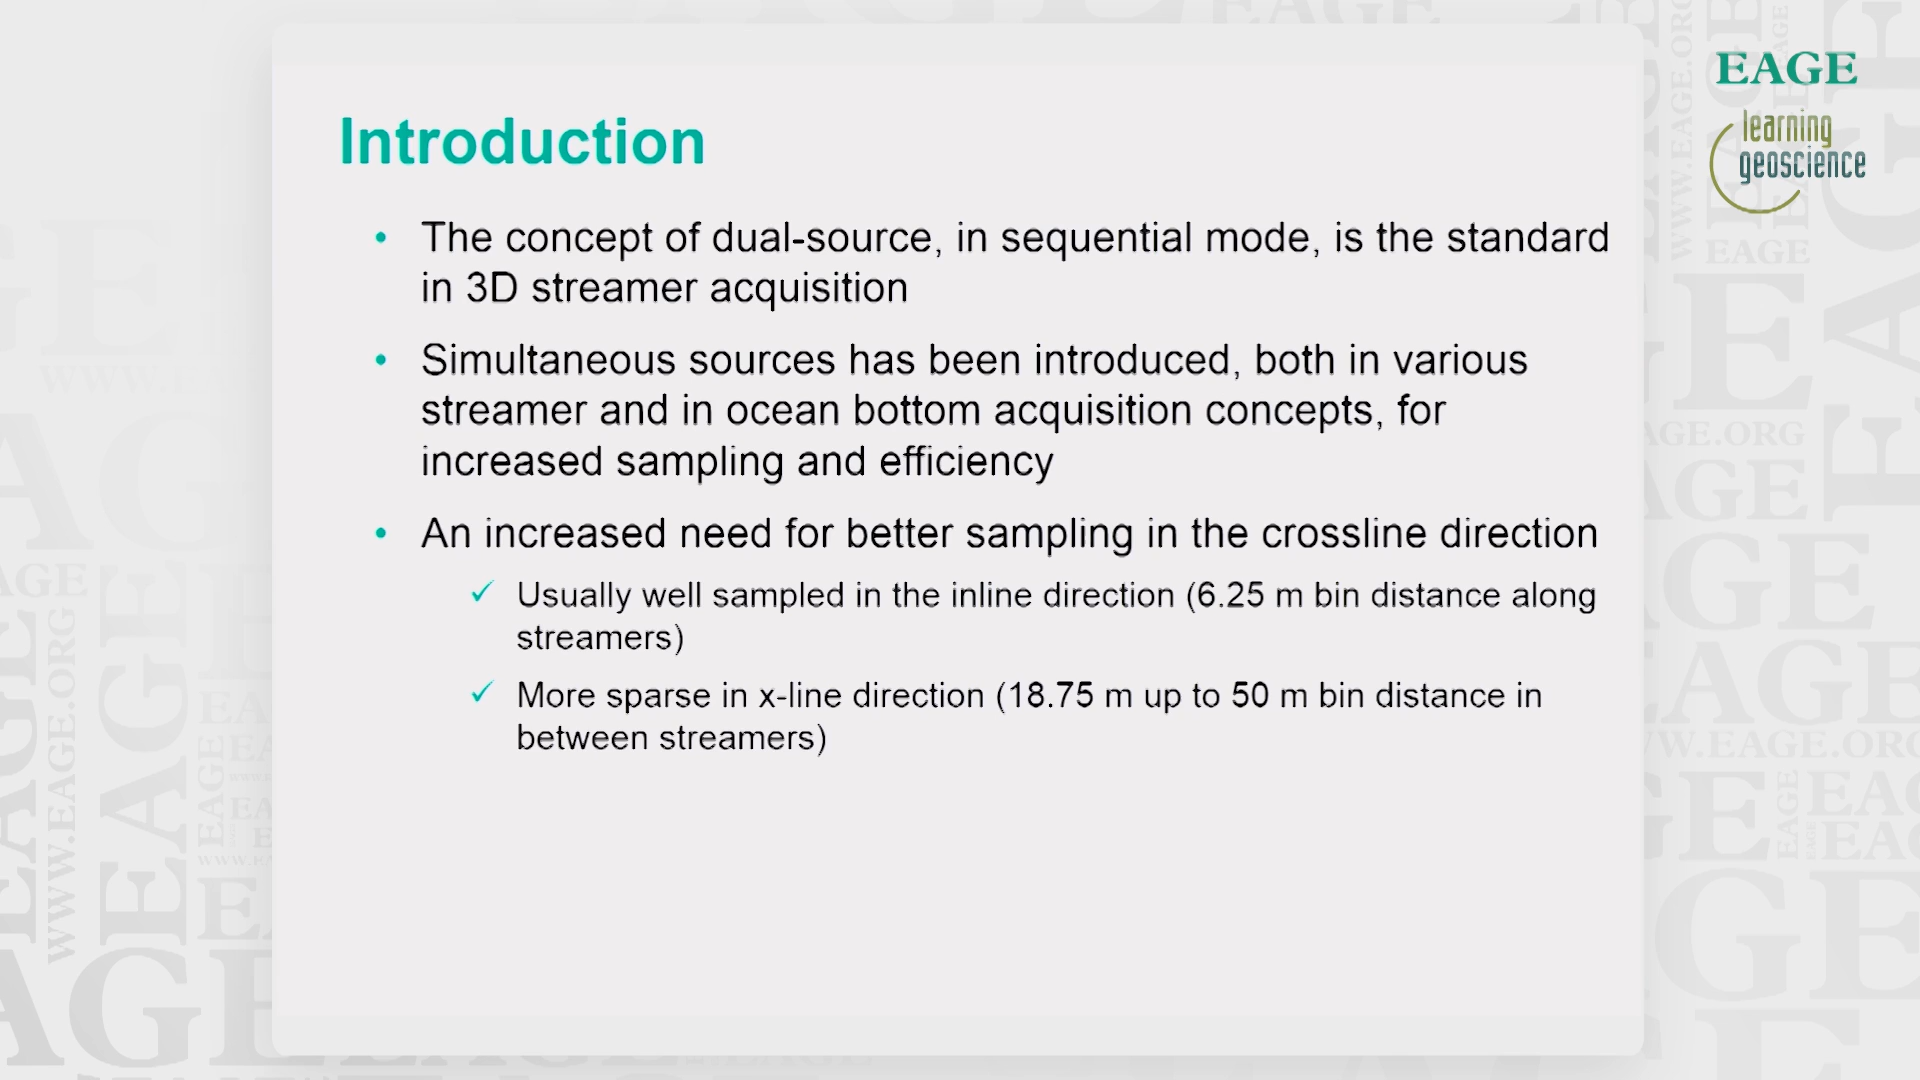 Introduction
• The concept of dual-source, in sequential mode, is the standard
in 3D streamer acquisition
• Simultaneous sources has been introduced, both in various
streamer and in ocean bottom acquisition concepts, for
increased sampling and efficiency
• An increased need for better sampling in the crossline direction
✓ Usually well sampled in the inline direction (6.25 m bin distance along
streamers)
✓ More sparse in x-line direction (18.75 m up to 50 m bin distance in
between streamers)
EAGE
learning
geoscience